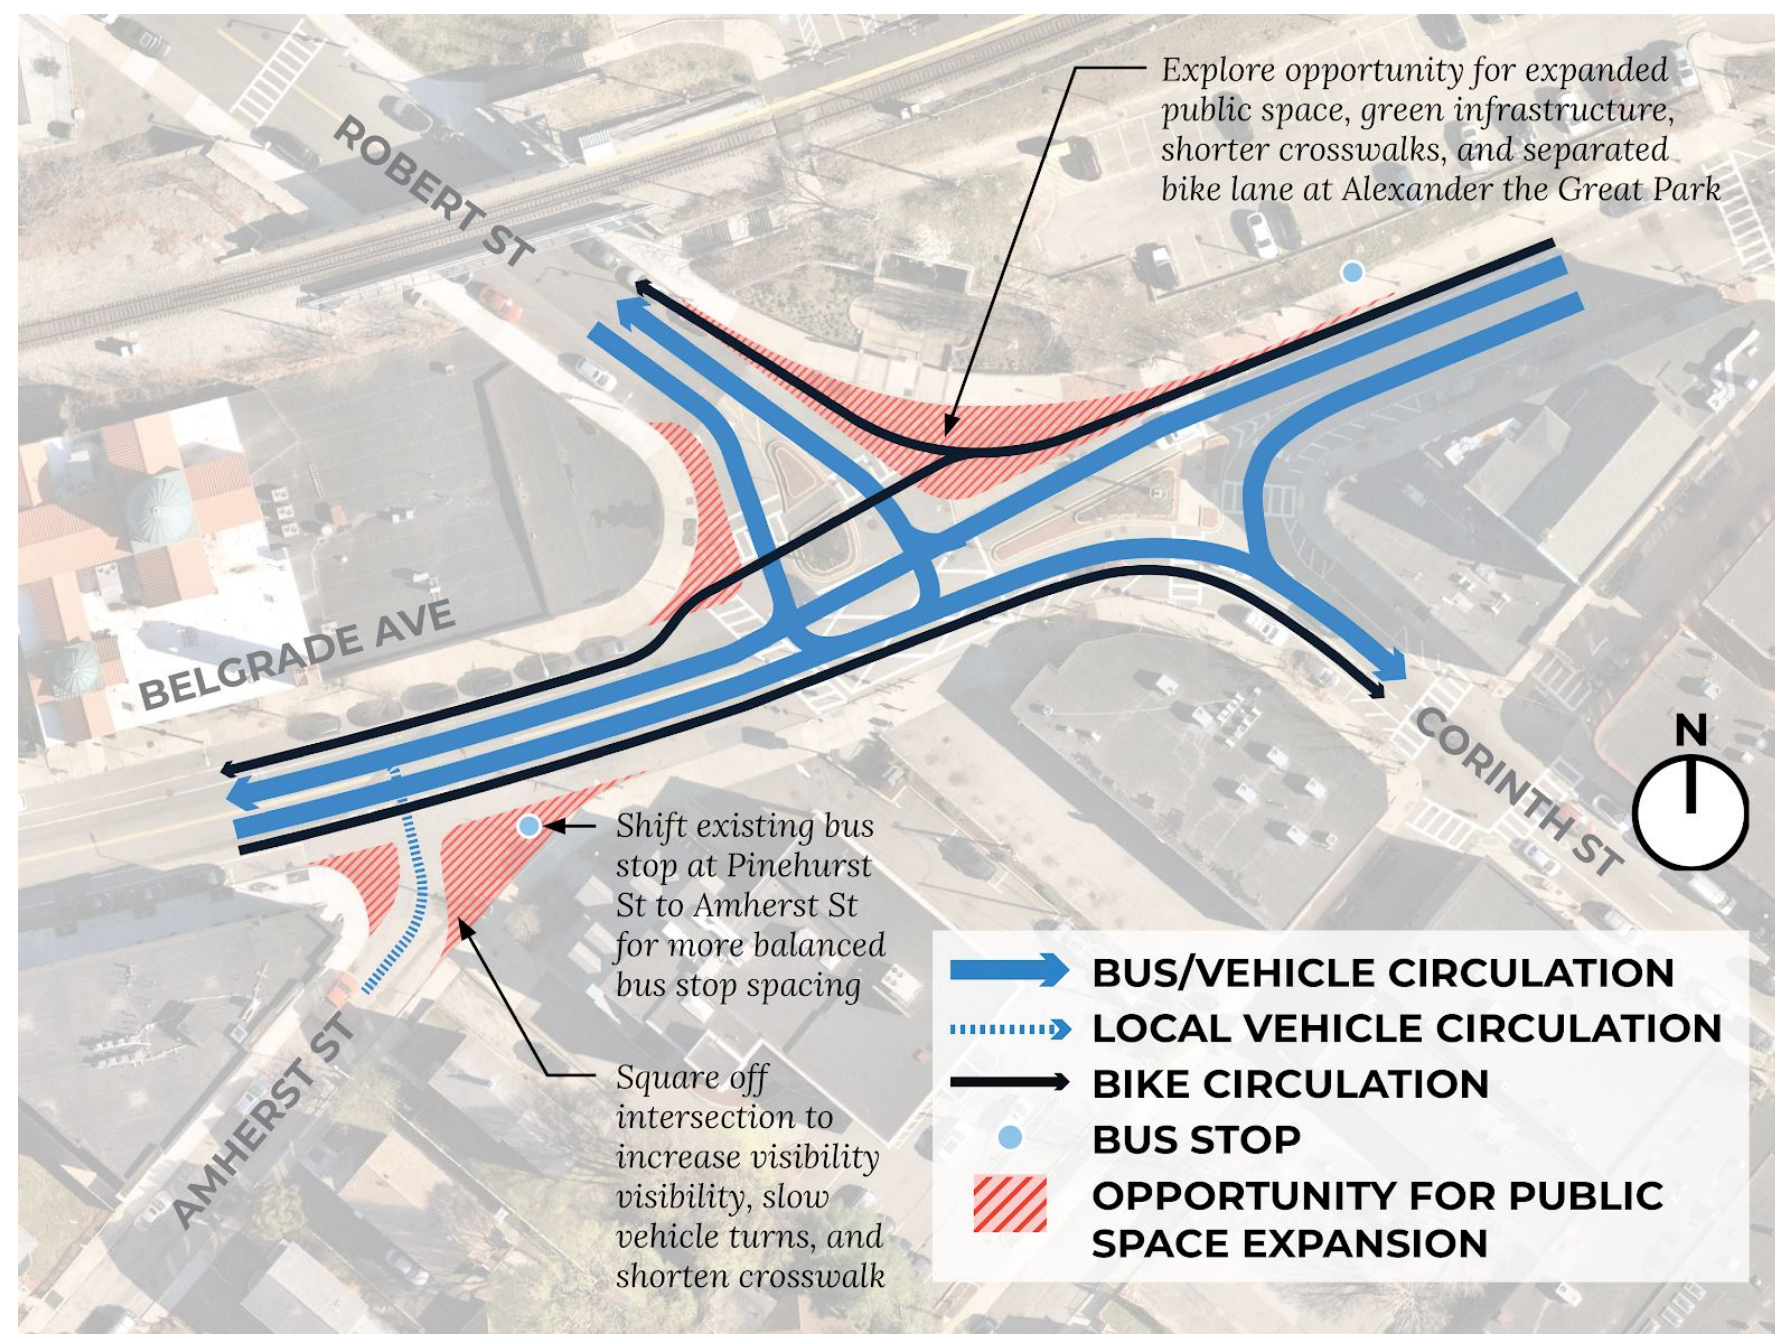 Explore opportunity for expanded
public space, green infrastructure,
shorter crosswalks, and separated
bike lane at Alexander the Great Park
ROBERT ST
BELGRADE AVE
CORINTH ST
N
AMHERST ST
Shift existing bus
stop at Pinehurst
St to Amherst St
for more balanced
bus stop spacing
Square off
intersection to
increase visibility
visibility, slow
vehicle turns, and
shorten crosswalk
BUS/VEHICLE CIRCULATION
LOCAL VEHICLE CIRCULATION
BIKE CIRCULATION
BUS STOP
OPPORTUNITY FOR PUBLIC
SPACE EXPANSION